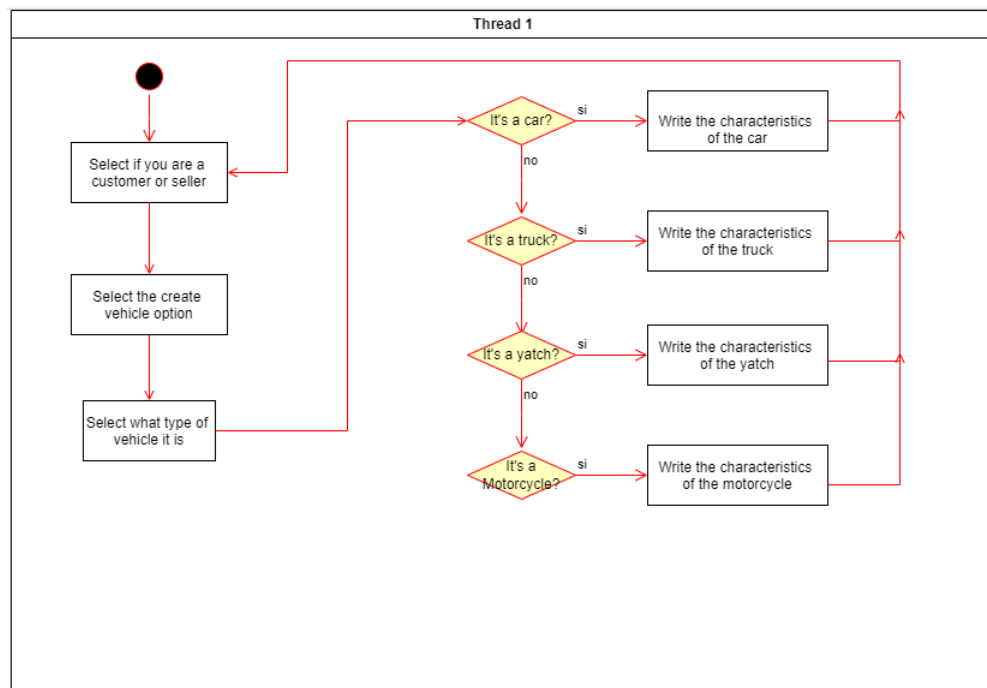 Thread 1
Select if you are a
customer or seller
Select the create
vehicle option
Select what type of
vehicle it is
It's a car?
si
Write the characteristics
of the car
no
It's a truck?
si
Write the characteristics
of the truck
no
It's a yatch?
si
Write the characteristics
of the yatch
no
It's a
Motorcycle?
si
Write the characteristics
of the motorcycle